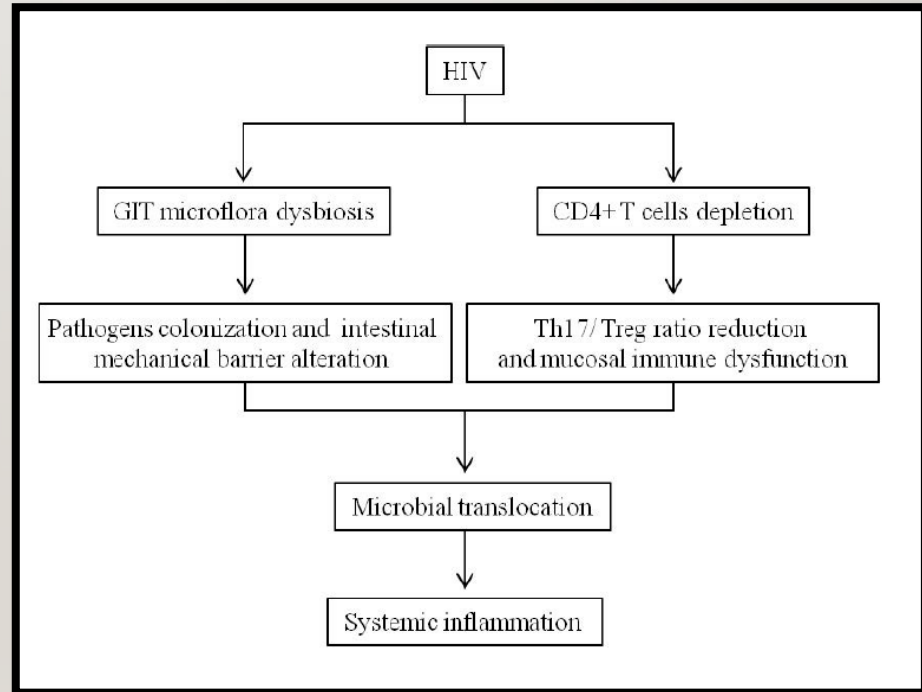 HIV
GIT microflora dysbiosis
CD4+ T cells depletion
Pathogens colonization and intestinal
mechanical barrier alteration
Th17/Treg ratio reduction
and mucosal immune dysfunction
Microbial translocation
Systemic inflammation